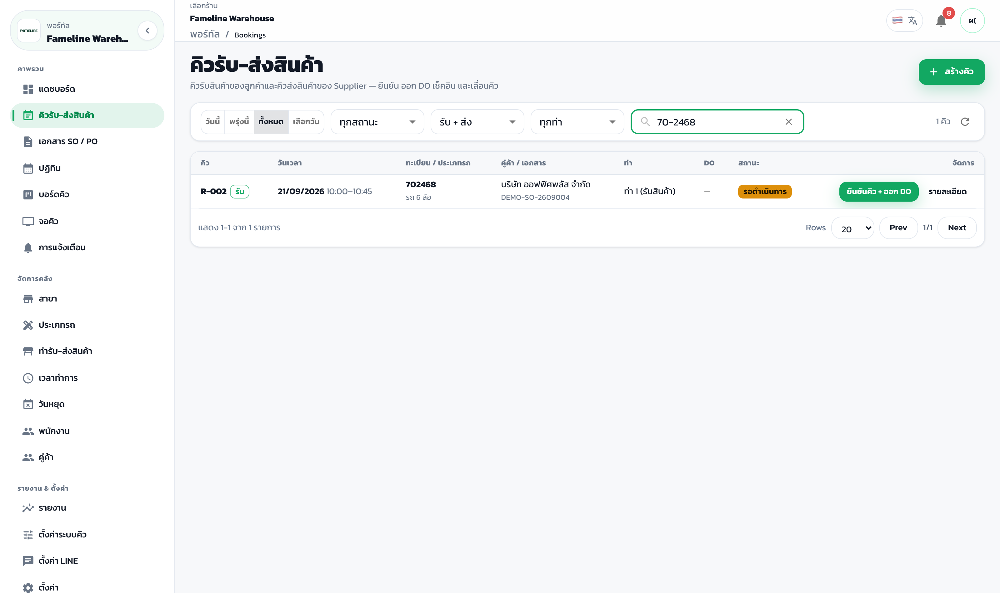 FAMELINE
พอร์ทัล
Fameline Wareh...
ภาพรวม
แดชบอร์ด
คิวรับ-ส่งสินค้า
เอกสาร SO / PO
ปฏิทิน
บอร์ดคิว
จอคิว
การแจ้งเตือน
จัดการคลัง
สาขา
ประเภทรถ
ท่ารับ-ส่งสินค้า
เวลาทำการ
วันหยุด
พนักงาน
คู่ค้า
รายงาน & ตั้งค่า
รายงาน
ตั้งค่าระบบคิว
ตั้งค่า LINE
ตั้งค่า
เลือกร้าน
Fameline Warehouse
พอร์ทัล / Bookings
8
ผ(
คิวรับ-ส่งสินค้า
คิวรับสินค้าของลูกค้าและคิวส่งสินค้าของ Supplier — ยืนยัน ออก DO เช็คอิน และเลื่อนคิว
+ สร้างคิว
วันนี้ พรุ่งนี้ ทั้งหมด เลือกวัน ทุกสถานะ รับ + ส่ง ทุกท่า 70-2468 1 คิว
คิว วันเวลา ทะเบียน / ประเภทรถ คู่ค้า / เอกสาร ท่า DO สถานะ จัดการ
R-002 รับ 21/09/2026 10:00–10:45 702468 บริษัท ออฟฟิศพลัส จำกัด ท่า 1 (รับสินค้า) — รอดำเนินการ ยืนยันคิว + ออก DO รายละเอียด
รถ 6 ล้อ DEMO-SO-2609004
แสดง 1-1 จาก 1 รายการ Rows 20 Prev 1/1 Next